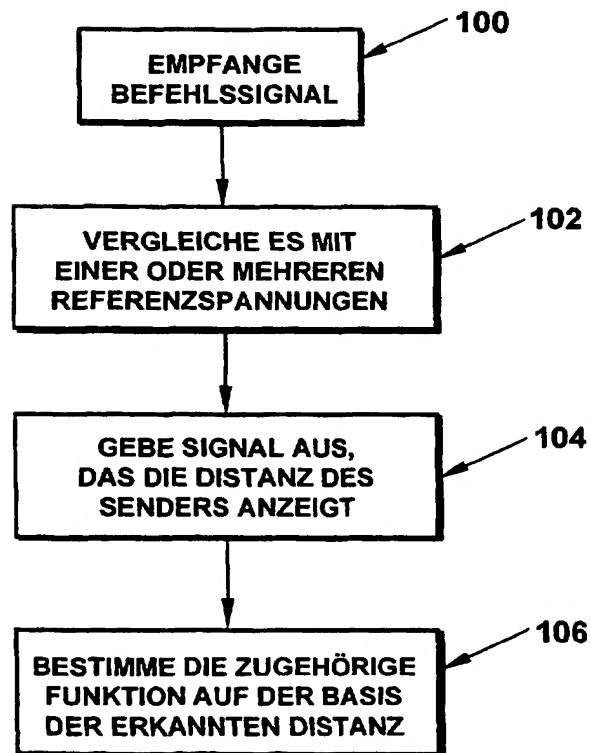 100
EMPFANGE
BEFEHLSSIGNAL
102
VERGLEICHE ES MIT
EINER ODER MEHREREN
REFERENZSPANNUNGEN
104
GEBE SIGNAL AUS,
DAS DIE DISTANZ DES
SENDERS ANZEIGT
106
BESTIMME DIE ZUGEHÖRIGE
FUNKTION AUF DER BASIS
DER ERKANNTEN DISTANZ